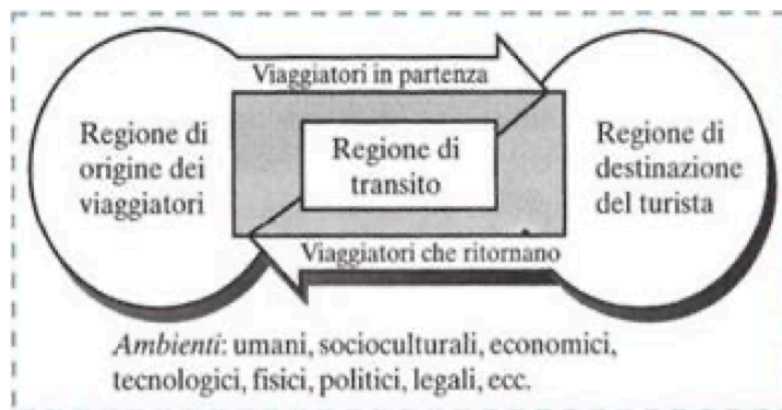 Viaggiatori in partenza
Regione di
origine dei
viaggiatori
Regione di
transito
Regione di
destinazione
del turista
Viaggiatori che ritornano
Ambienti: umani, socioculturali, economici,
tecnologici, fisici, politici, legali, ecc.